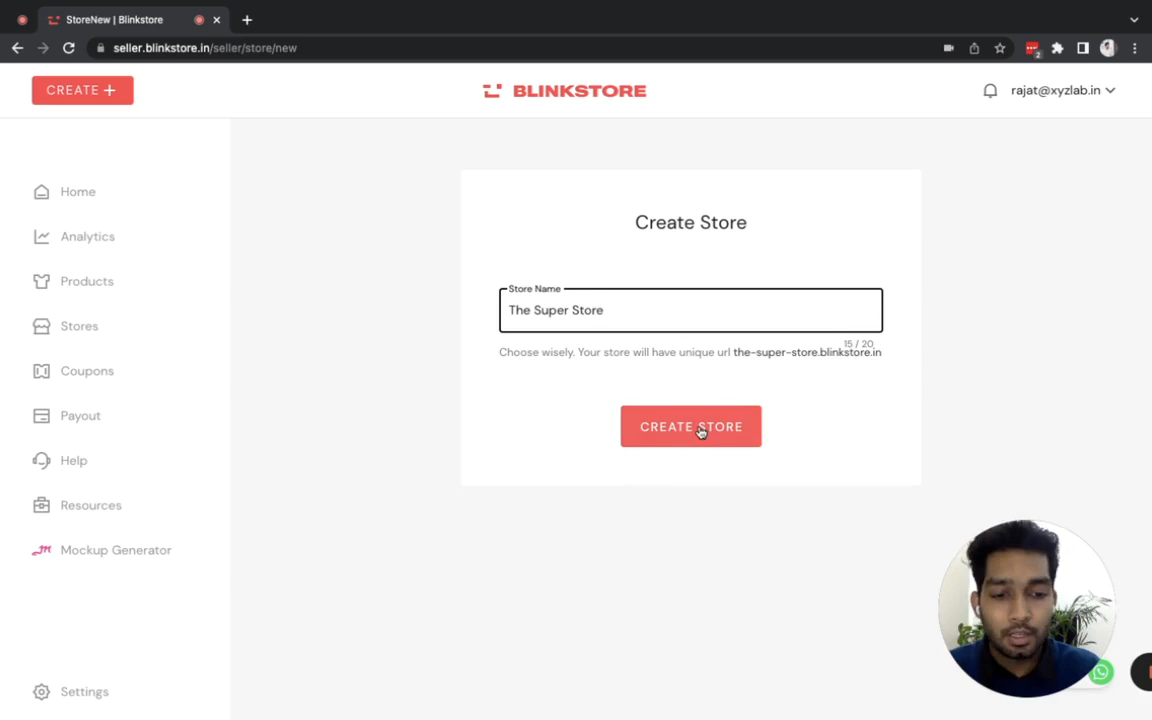 StoreNew | Blinkstore
seller.blinkstore.in/seller/store/new
2
CREATE +
BLINKSTORE
rajat@xyzlab.in
Home
Analytics
Products
Stores
Coupons
Payout
Help
Resources
Mockup Generator
Settings
Create Store
Store Name
The Super Store
15 / 20
Choose wisely. Your store will have unique url the-super-store.blinkstore.in
CREATE STORE